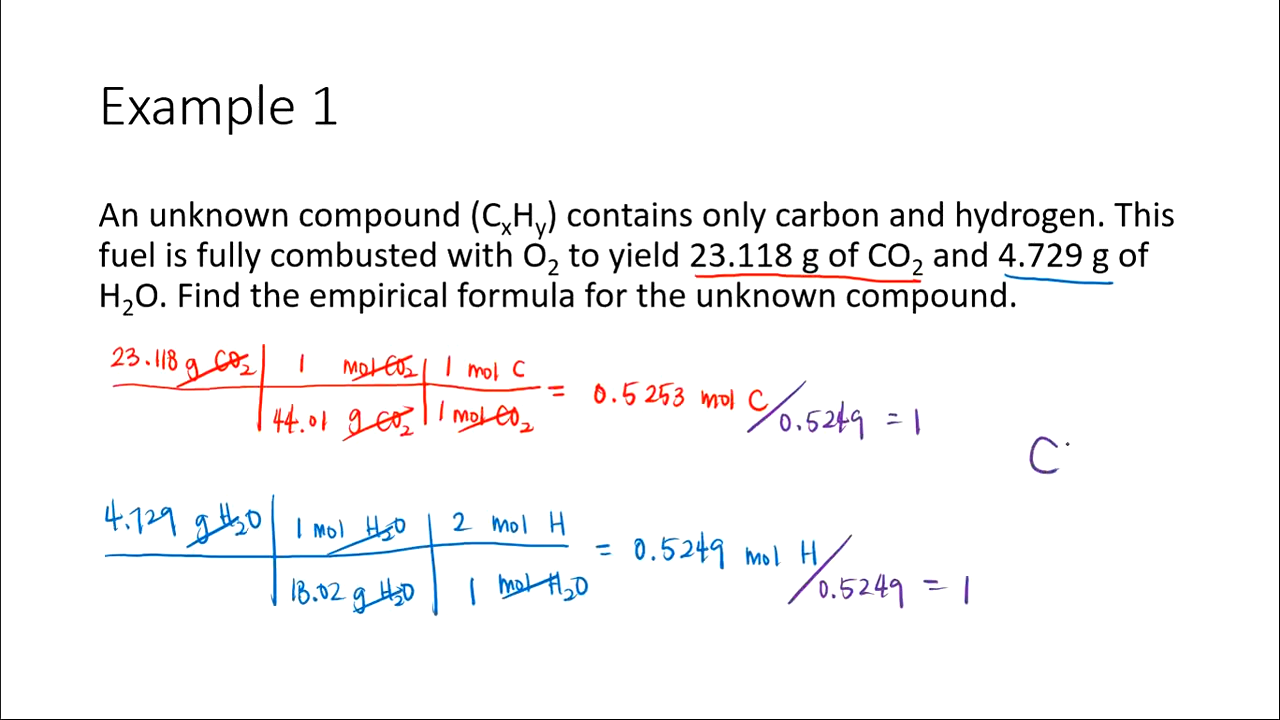 Example 1
An unknown compound (CxHy) contains only carbon and hydrogen. This
fuel is fully combusted with O2 to yield 23.118 g of CO2 and 4.729 g of
H2O. Find the empirical formula for the unknown compound.
23.118 g CO2 | 1 mol CO2 | 1 mol C
44.01 g CO2 | 1 mol CO2
= 0.5253 mol C / 0.5249 = 1
C
4.729 g H2O | 1 mol H2O | 2 mol H
18.02 g H2O | 1 mol H2O
= 0.5249 mol H / 0.5249 = 1